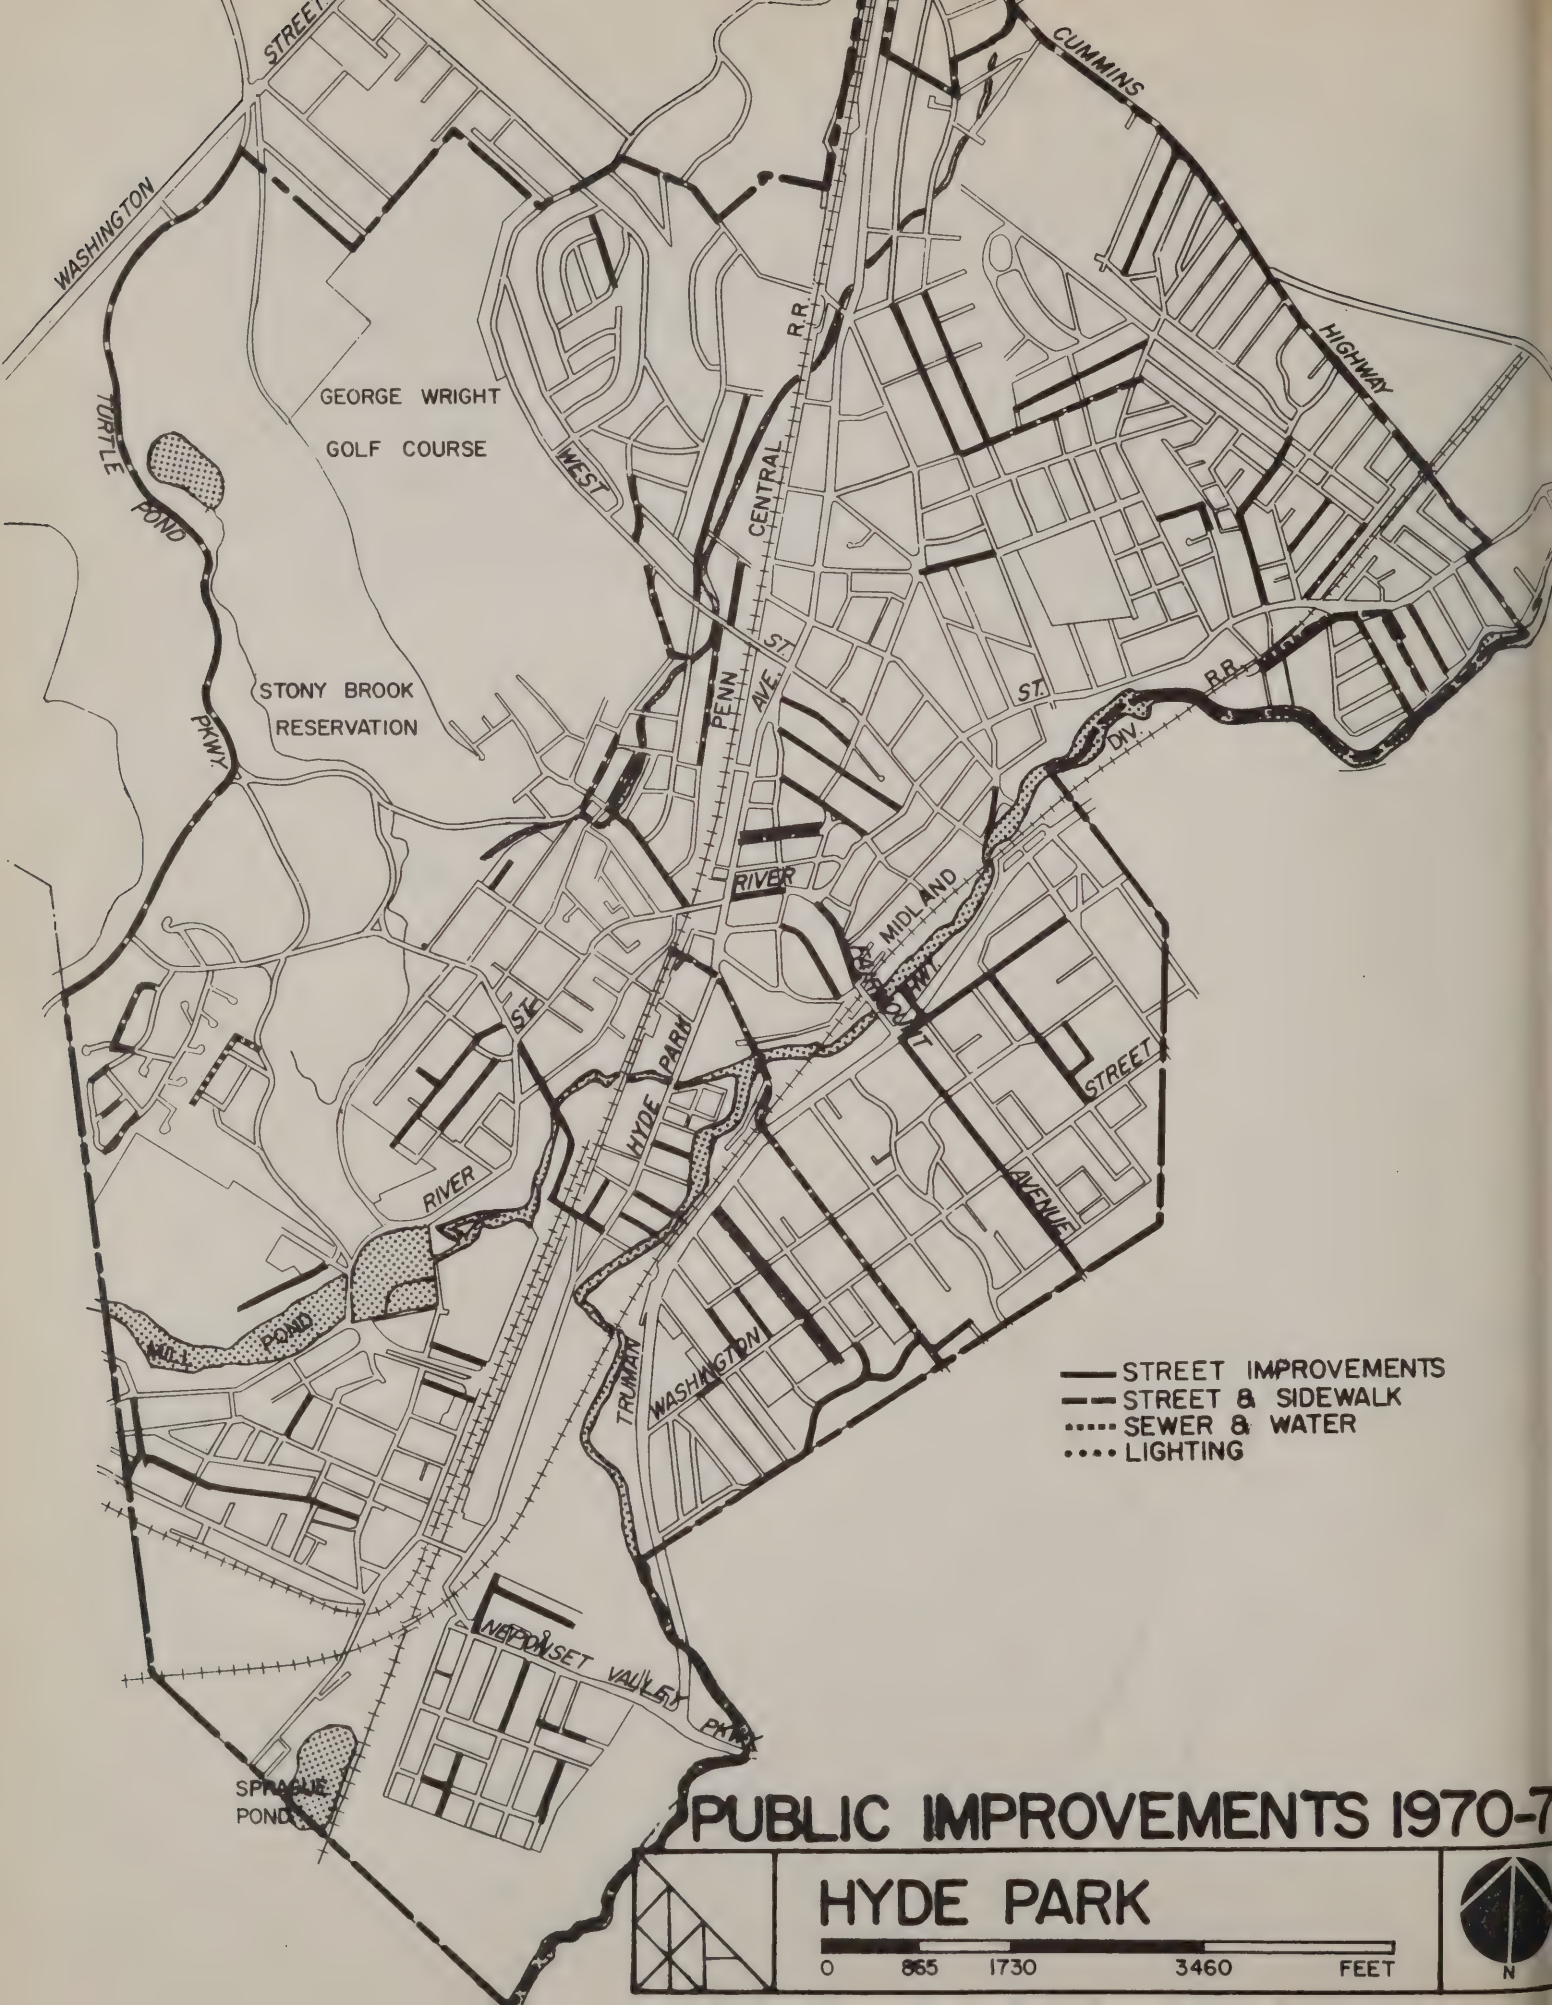 STREET
CUMMINS
WASHINGTON
HIGHWAY
R.R.
GEORGE WRIGHT
GOLF COURSE
TURTLE
POND
PKWY.
WEST
ST.
CENTRAL
PENN
AVE.
STONY BROOK
RESERVATION
ST.
R.R.
DIV.
MIDLAND
RIVER
HWY.
ST.
HYDE PARK
STREET
AVENUE
RIVER
MILL POND
TRUMAN
WASHINGTON
STREET IMPROVEMENTS
STREET & SIDEWALK
SEWER & WATER
LIGHTING
NEPONSET VALLEY
PKWY.
SPRAGUE
POND
PUBLIC IMPROVEMENTS 1970-7
HYDE PARK
0 865 1730 3460 FEET
N